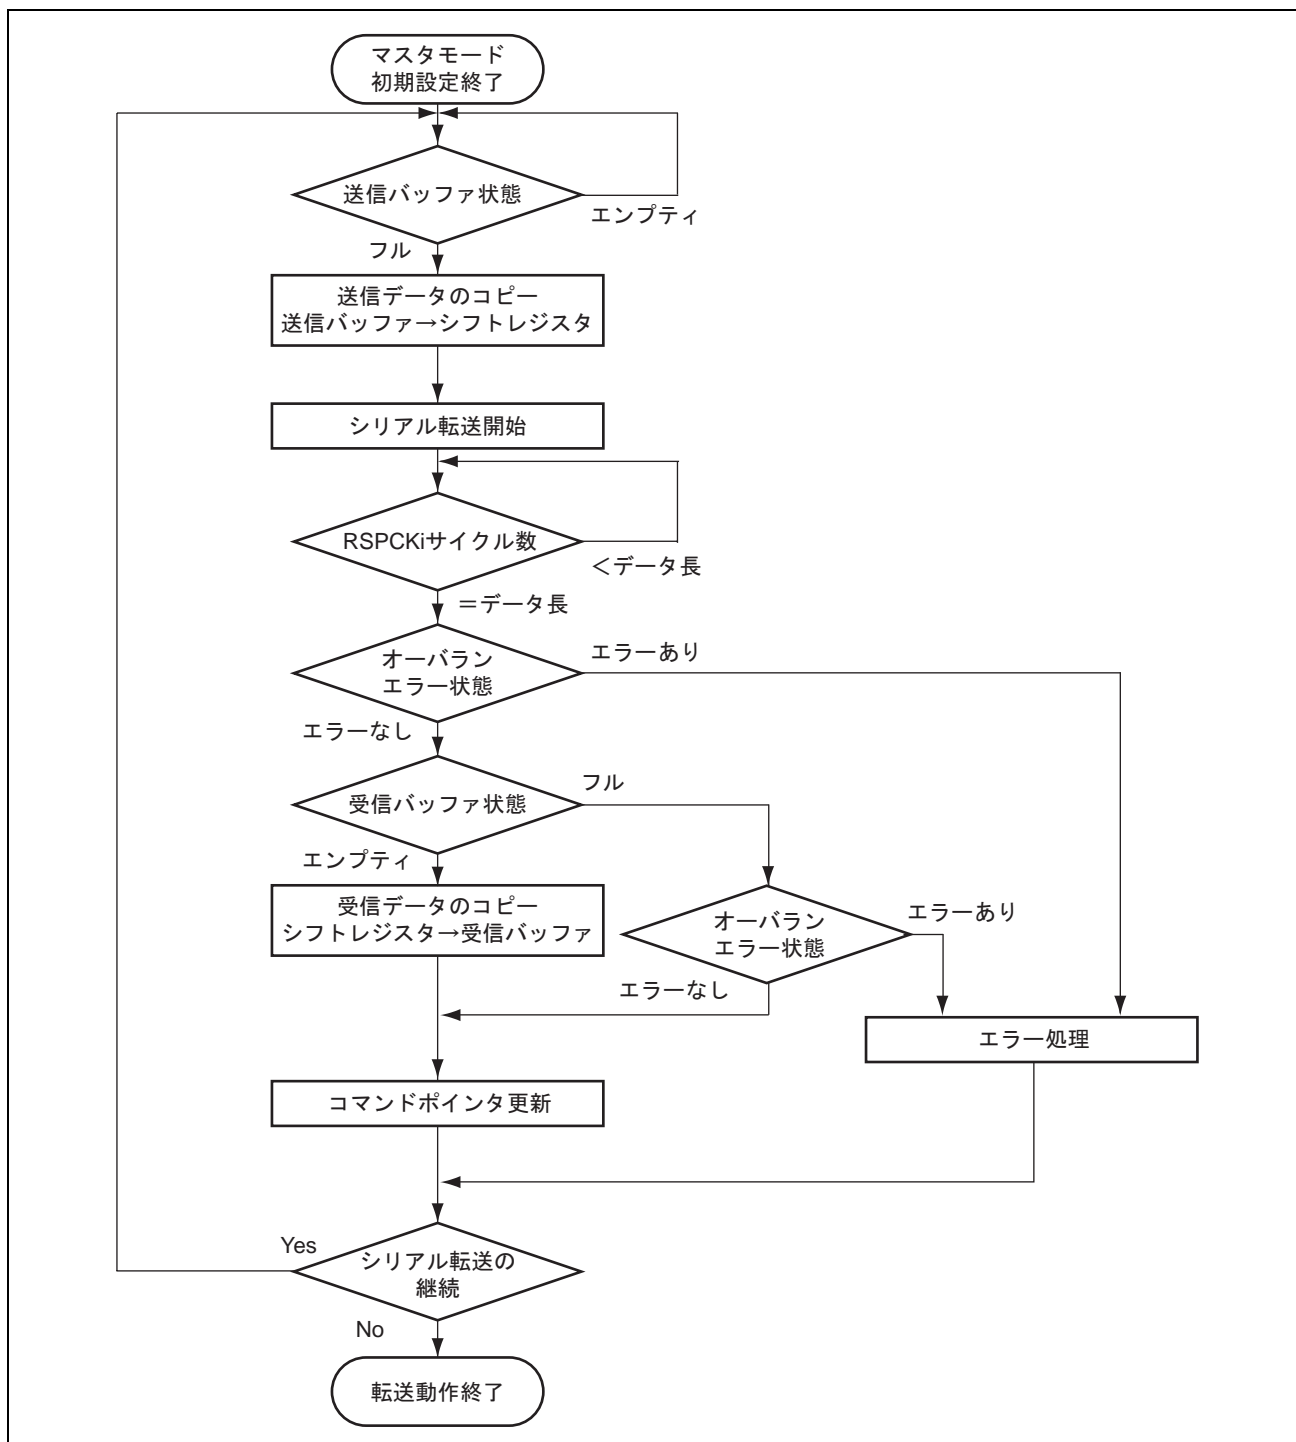 マスタモード
初期設定終了
送信バッファ状態
エンプティ
フル
送信データのコピー
送信バッファ→シフトレジスタ
シリアル転送開始
RSPCKiサイクル数
＜データ長
＝データ長
オーバラン
エラー状態
エラーあり
エラーなし
受信バッファ状態
フル
エンプティ
受信データのコピー
シフトレジスタ→受信バッファ
オーバラン
エラー状態
エラーあり
エラーなし
エラー処理
コマンドポインタ更新
Yes
シリアル転送の
継続
No
転送動作終了